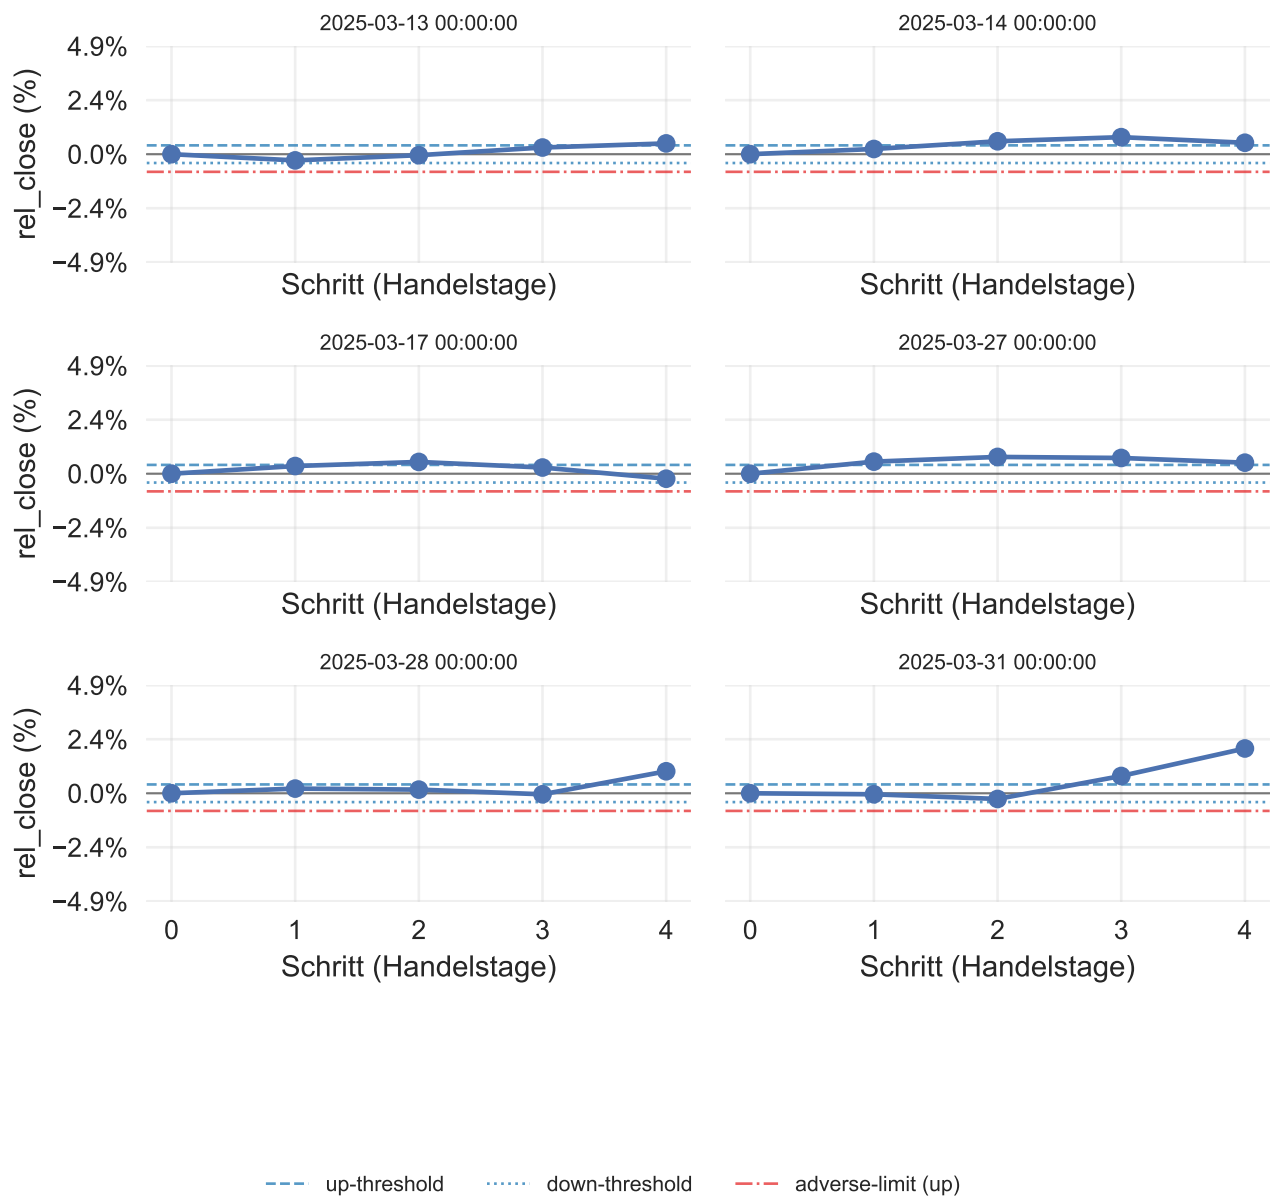 2025-03-13 00:00:00
2025-03-14 00:00:00
4.9%
2.4%
0.0%
−2.4%
−4.9%
rel_close (%)
Schritt (Handelstage)
Schritt (Handelstage)
2025-03-17 00:00:00
2025-03-27 00:00:00
4.9%
2.4%
0.0%
−2.4%
−4.9%
rel_close (%)
Schritt (Handelstage)
Schritt (Handelstage)
2025-03-28 00:00:00
2025-03-31 00:00:00
4.9%
2.4%
0.0%
−2.4%
−4.9%
rel_close (%)
0 1 2 3 4
0 1 2 3 4
Schritt (Handelstage)
Schritt (Handelstage)
up-threshold down-threshold adverse-limit (up)